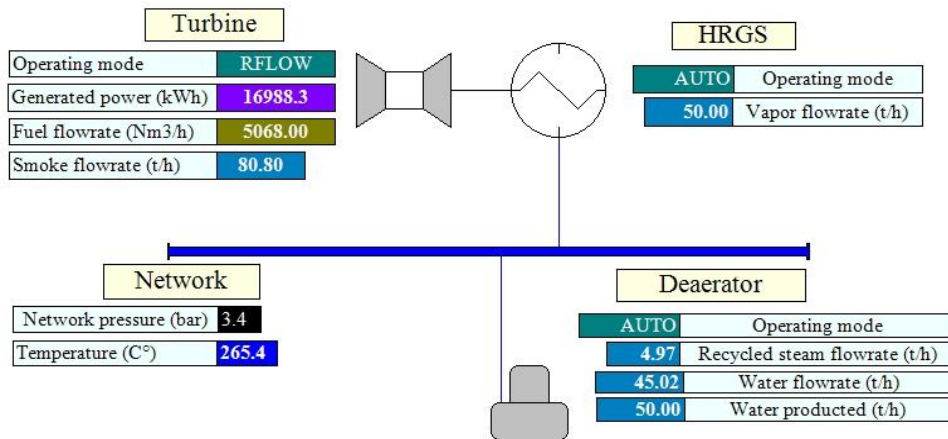 Turbine
Operating mode RFLOW
Generated power (kWh) 16988.3
Fuel flowrate (Nm3/h) 5068.00
Smoke flowrate (t/h) 80.80
HRGS
AUTO Operating mode
50.00 Vapor flowrate (t/h)
Network
Network pressure (bar) 3.4
Temperature (C°) 265.4
Deaerator
AUTO Operating mode
4.97 Recycled steam flowrate (t/h)
45.02 Water flowrate (t/h)
50.00 Water producted (t/h)